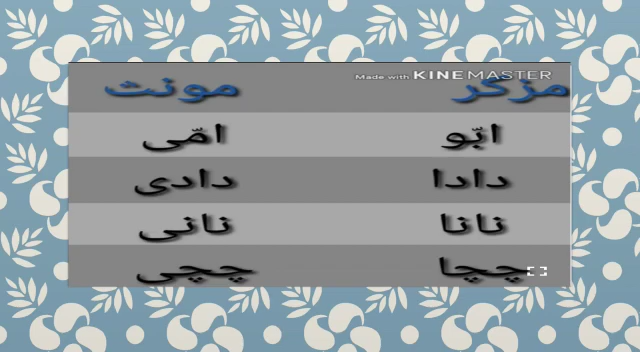 Made with KINEMASTER
مزکر مونث
ابّو امّی
دادا دادی
نانا نانی
چچا چچی